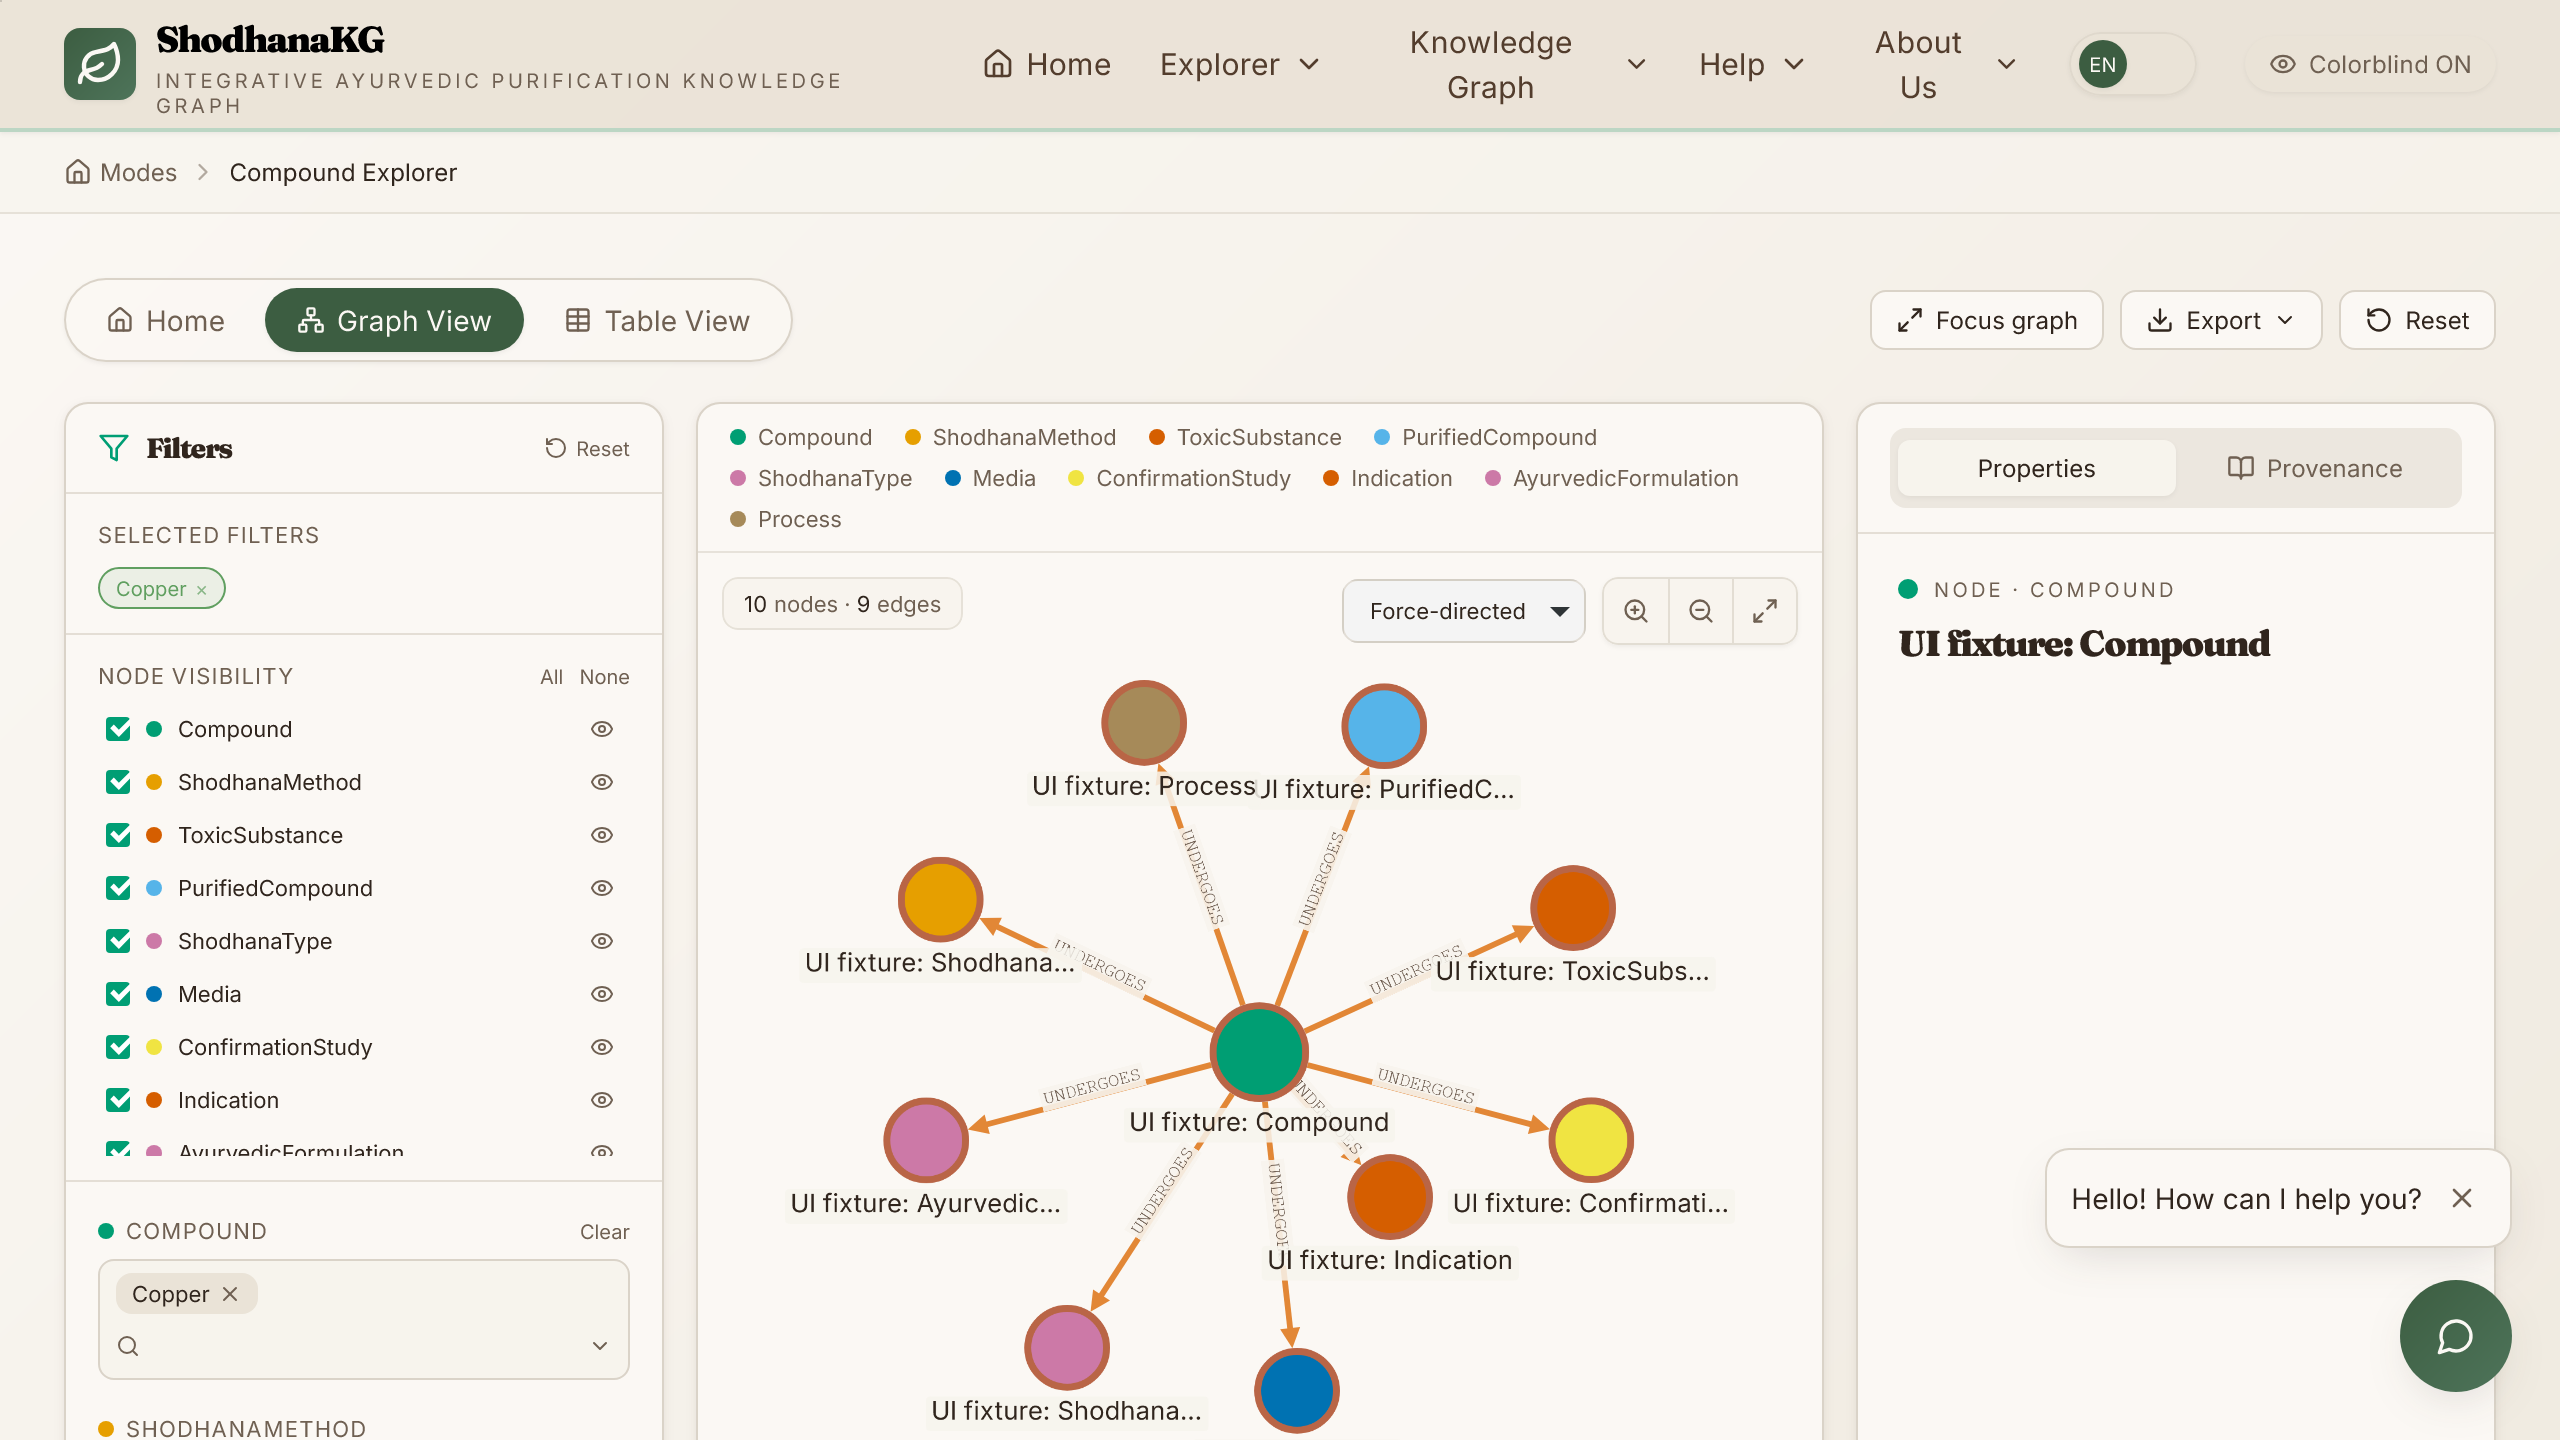 ShodhanaKG
INTEGRATIVE AYURVEDIC PURIFICATION KNOWLEDGE
GRAPH
Home
Explorer
Knowledge
Graph
Help
About
Us
EN
Colorblind ON
Modes
Compound Explorer
Home
Graph View
Table View
Focus graph
Export
Reset
Filters
Reset
SELECTED FILTERS
Copper ×
NODE VISIBILITY
All None
Compound
ShodhanaMethod
ToxicSubstance
PurifiedCompound
ShodhanaType
Media
ConfirmationStudy
Indication
AyurvedicFormulation
COMPOUND
Clear
Copper
SHODHANAMETHOD
Compound ShodhanaMethod ToxicSubstance PurifiedCompound
ShodhanaType Media ConfirmationStudy Indication AyurvedicFormulation
Process
10 nodes · 9 edges
Force-directed
UI fixture: Process
UI fixture: PurifiedC...
UNDERGOES
UNDERGOES
UI fixture: Shodhana...
UNDERGOES
UNDERGOES
UI fixture: ToxicSubs...
UNDERGOES
UNDERGOES
UI fixture: Compound
UNDERGOES
UNDERGOES
UNDERGOES
UI fixture: Ayurvedic...
UI fixture: Confirmati...
UI fixture: Indication
UI fixture: Shodhana...
Properties
Provenance
NODE · COMPOUND
UI fixture: Compound
Hello! How can I help you?